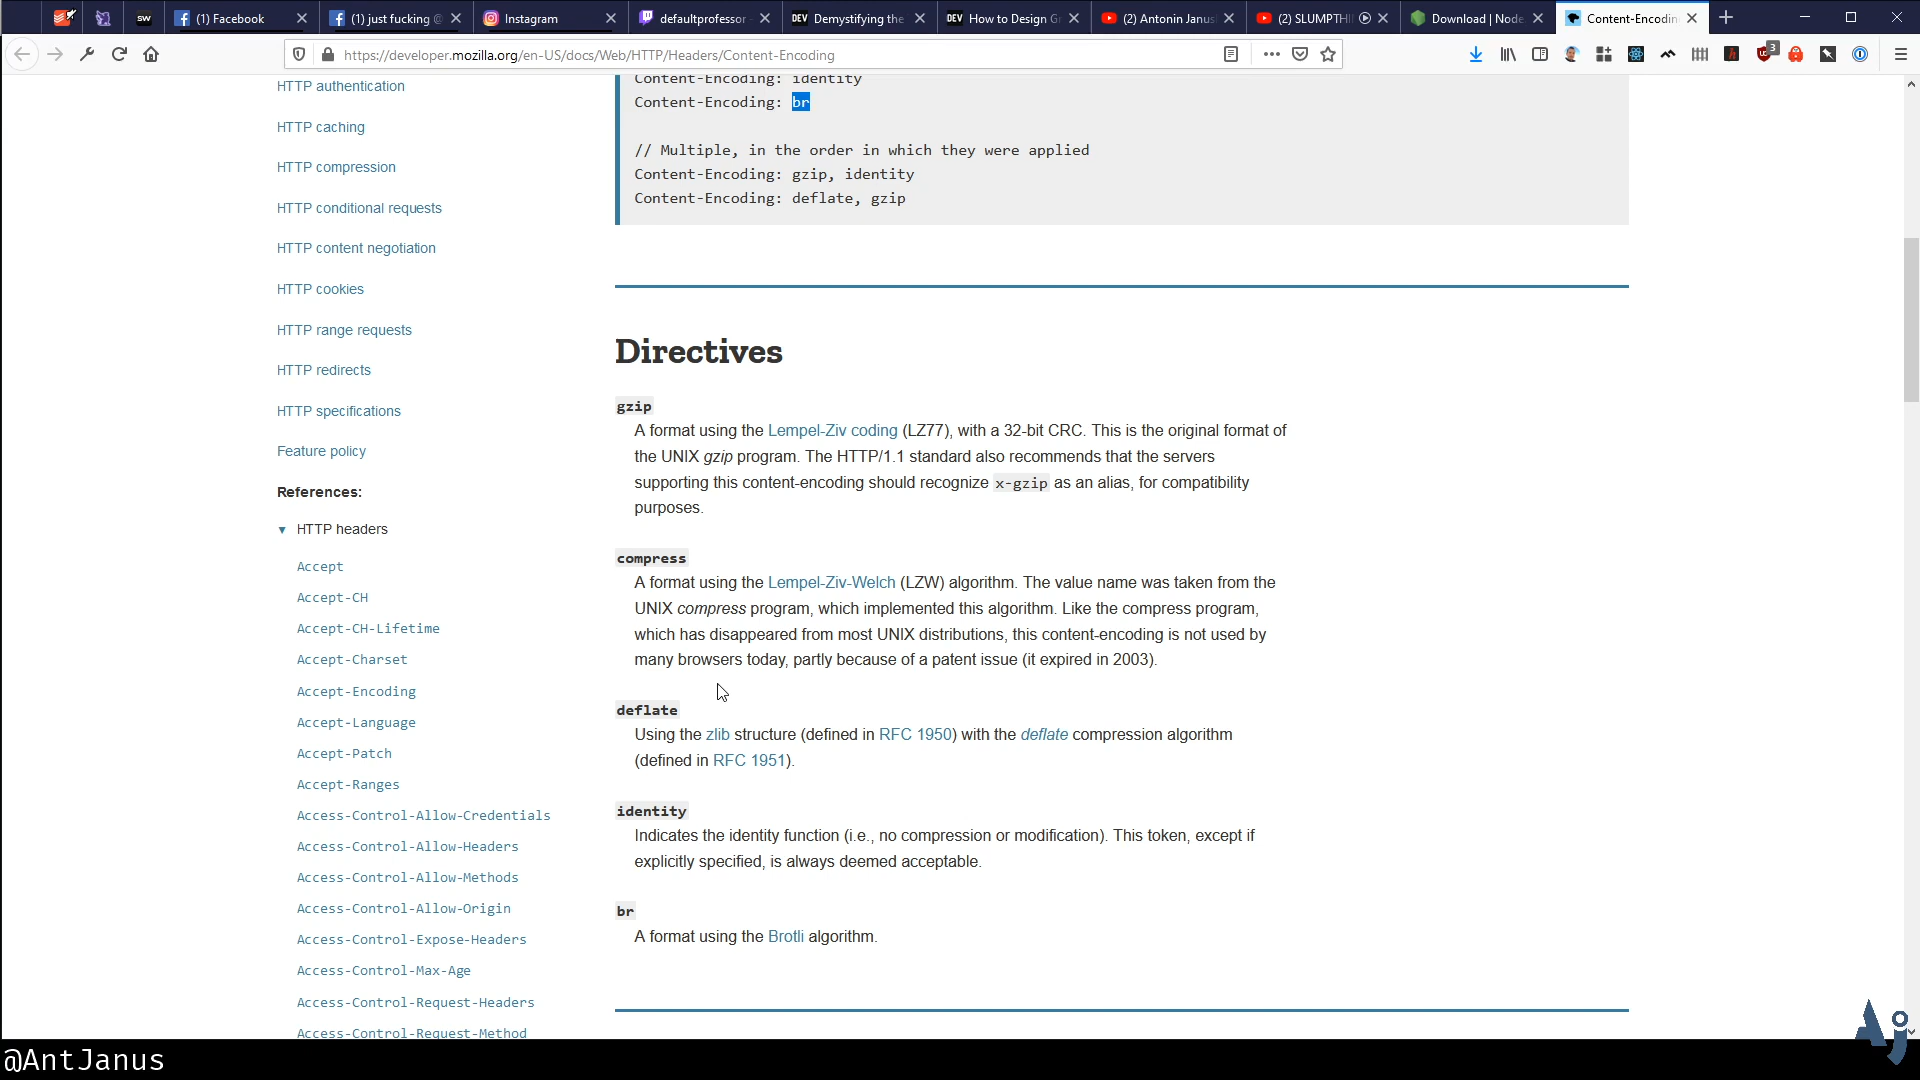 sw
(1) Facebook
(1) just fucking @
Instagram
defaultprofessor
DEV Demystifying the
DEV How to Design Gr
(2) Antonin Janus
(2) SLUMPTHI
Download | Node
Content-Encodin
https://developer.mozilla.org/en-US/docs/Web/HTTP/Headers/Content-Encoding
3
HTTP authentication
HTTP caching
HTTP compression
HTTP conditional requests
HTTP content negotiation
HTTP cookies
HTTP range requests
HTTP redirects
HTTP specifications
Feature policy
References:
HTTP headers
Accept
Accept-CH
Accept-CH-Lifetime
Accept-Charset
Accept-Encoding
Accept-Language
Accept-Patch
Accept-Ranges
Access-Control-Allow-Credentials
Access-Control-Allow-Headers
Access-Control-Allow-Methods
Access-Control-Allow-Origin
Access-Control-Expose-Headers
Access-Control-Max-Age
Access-Control-Request-Headers
Access-Control-Request-Method
Content-Encoding: identity
Content-Encoding: br
// Multiple, in the order in which they were applied
Content-Encoding: gzip, identity
Content-Encoding: deflate, gzip
Directives
gzip
A format using the Lempel-Ziv coding (LZ77), with a 32-bit CRC. This is the original format of
the UNIX gzip program. The HTTP/1.1 standard also recommends that the servers
supporting this content-encoding should recognize x-gzip as an alias, for compatibility
purposes.
compress
A format using the Lempel-Ziv-Welch (LZW) algorithm. The value name was taken from the
UNIX compress program, which implemented this algorithm. Like the compress program,
which has disappeared from most UNIX distributions, this content-encoding is not used by
many browsers today, partly because of a patent issue (it expired in 2003).
deflate
Using the zlib structure (defined in RFC 1950) with the deflate compression algorithm
(defined in RFC 1951).
identity
Indicates the identity function (i.e., no compression or modification). This token, except if
explicitly specified, is always deemed acceptable.
br
A format using the Brotli algorithm.
@AntJanus
Aj